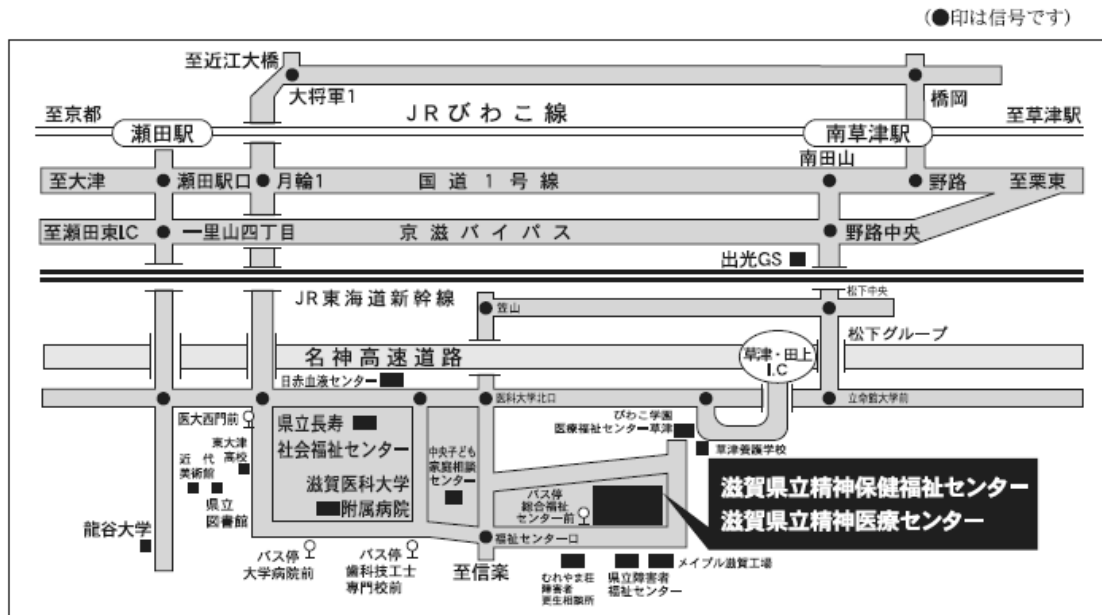 (●印は信号です)
至近江大橋
大将軍1
橋岡
至京都
JRびわこ線
至草津駅
瀬田駅
南草津駅
南田山
至大津
瀬田駅口
月輪1
国道1号線
野路
至栗東
至瀬田東I.C
一里山四丁目
京滋バイパス
野路中央
出光GS
JR東海道新幹線
松下中央
笠山
松下グループ
名神高速道路
草津・田上
I.C
日赤血液センター
医科大学北口
立命館大学前
医大西門前
県立長寿
社会福祉センター
びわこ学園
医療福祉センター草津
草津養護学校
東大津
高校
近代
美術館
県立
図書館
中央子ども
家庭相談
センター
滋賀医科大学
附属病院
バス停
総合福祉
センター前
滋賀県立精神保健福祉センター
滋賀県立精神医療センター
龍谷大学
福祉センター口
バス停
大学病院前
バス停
歯科技工士
専門校前
至信楽
むれやま荘
障害者
更生相談所
県立障害者
福祉センター
メイプル滋賀工場